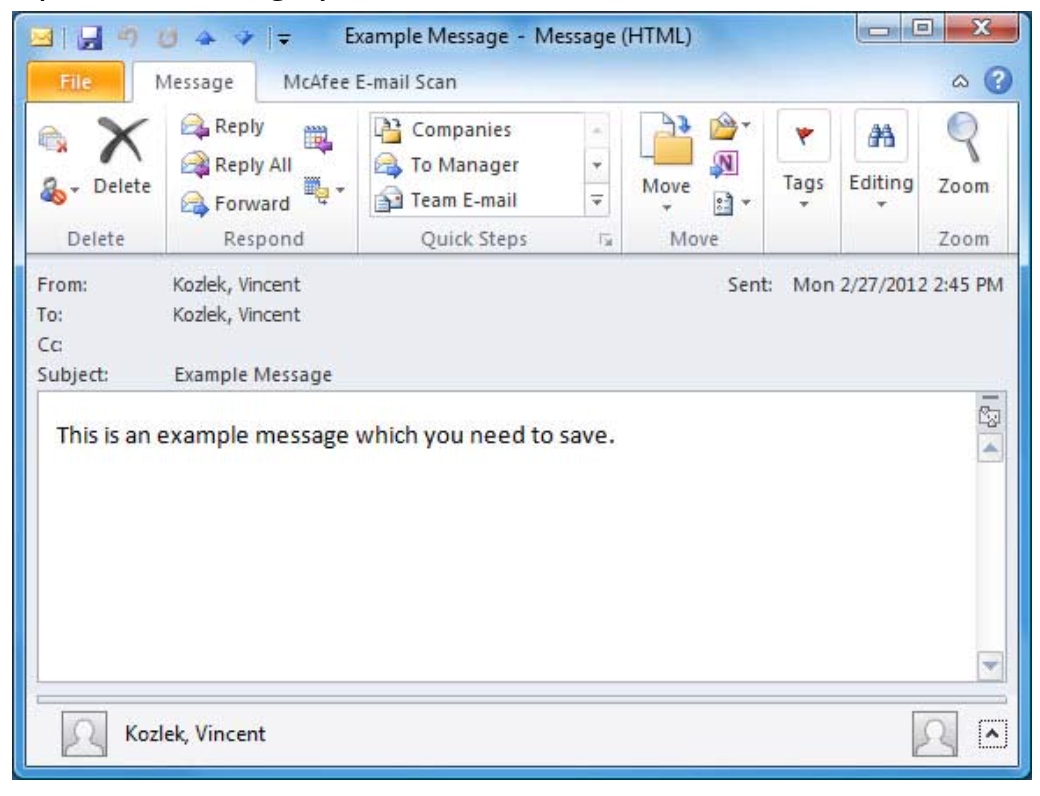 Example Message - Message (HTML)
File Message McAfee E-mail Scan
Delete
Reply
Reply All
Forward
Companies
To Manager
Team E-mail
Move
Tags
Editing
Zoom
Delete Respond Quick Steps Move Zoom
From: Kozlek, Vincent Sent: Mon 2/27/2012 2:45 PM
To: Kozlek, Vincent
Cc:
Subject: Example Message
This is an example message which you need to save.
Kozlek, Vincent